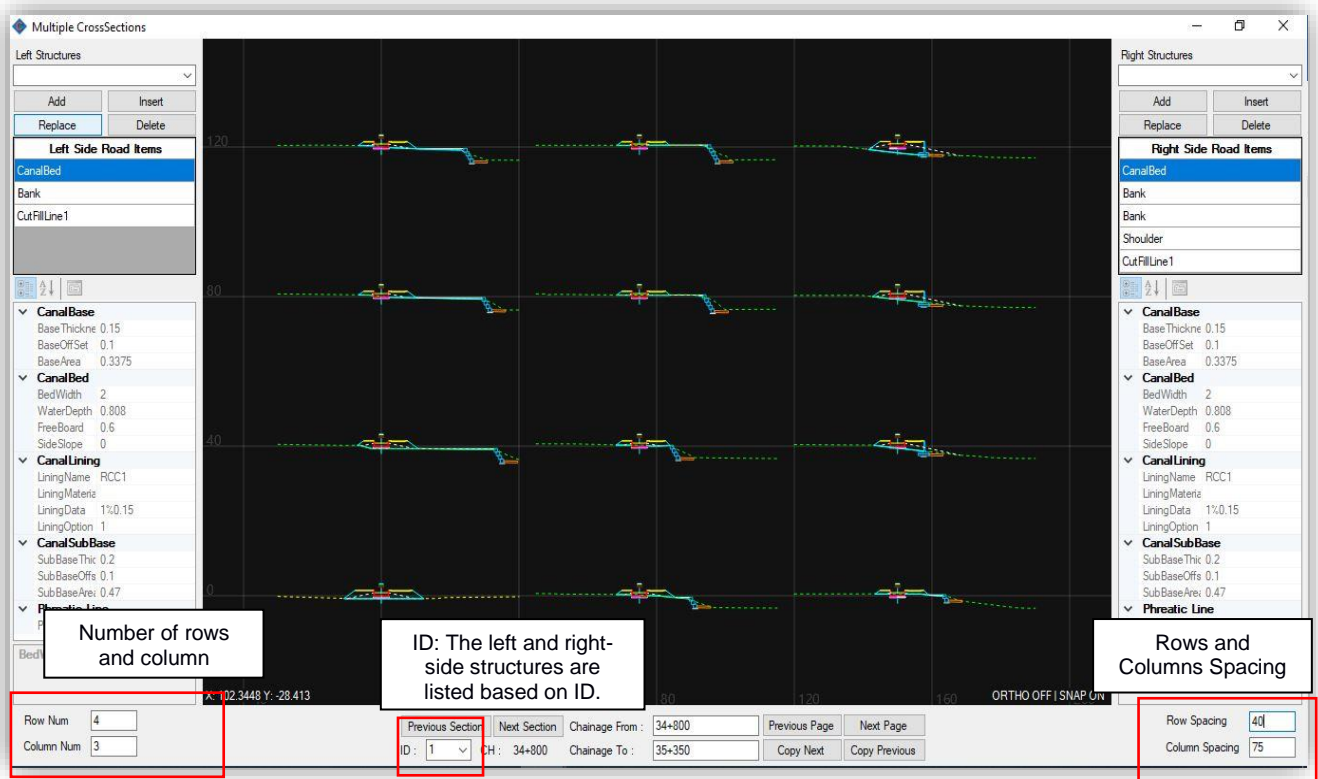 Multiple CrossSections
Left Structures
Add Insert
Replace Delete
Left Side Road Items
CanalBed
Bank
CutFillLine1
CanalBase
BaseThickne 0.15
BaseOffSet 0.1
BaseArea 0.3375
CanalBed
BedWidth 2
WaterDepth 0.808
FreeBoard 0.6
SideSlope 0
CanalLining
LiningName RCC1
LiningMateria
LiningData 1%0.15
LiningOption 1
CanalSubBase
SubBaseThic 0.2
SubBaseOffs 0.1
SubBaseArea 0.47
Phreatic Line
Number of rows
and column
Row Num 4
Column Num 3
120
80
40
0
80 120 160
X: 102.3448 Y: -28.413
ORTHO OFF | SNAP ON
ID: The left and right-
side structures are
listed based on ID.
Previous Section Next Section Chainage From : 34+800 Previous Page Next Page
ID : 1 CH : 34+800 Chainage To : 35+350 Copy Next Copy Previous
Right Structures
Add Insert
Replace Delete
Right Side Road Items
CanalBed
Bank
Bank
Shoulder
CutFillLine1
CanalBase
BaseThickne 0.15
BaseOffSet 0.1
BaseArea 0.3375
CanalBed
BedWidth 2
WaterDepth 0.808
FreeBoard 0.6
SideSlope 0
CanalLining
LiningName RCC1
LiningMateria
LiningData 1%0.15
LiningOption 1
CanalSubBase
SubBaseThic 0.2
SubBaseOffs 0.1
SubBaseArea 0.47
Phreatic Line
Rows and
Columns Spacing
Row Spacing 40
Column Spacing 75